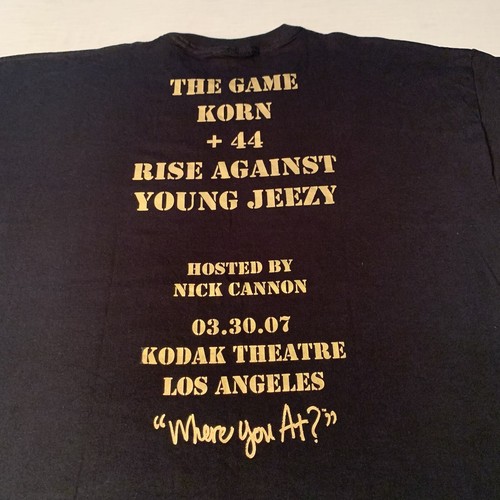 THE GAME
KORN
+ 44
RISE AGAINST
YOUNG JEEZY
HOSTED BY
NICK CANNON
03.30.07
KODAK THEATRE
LOS ANGELES
"Where you At?"